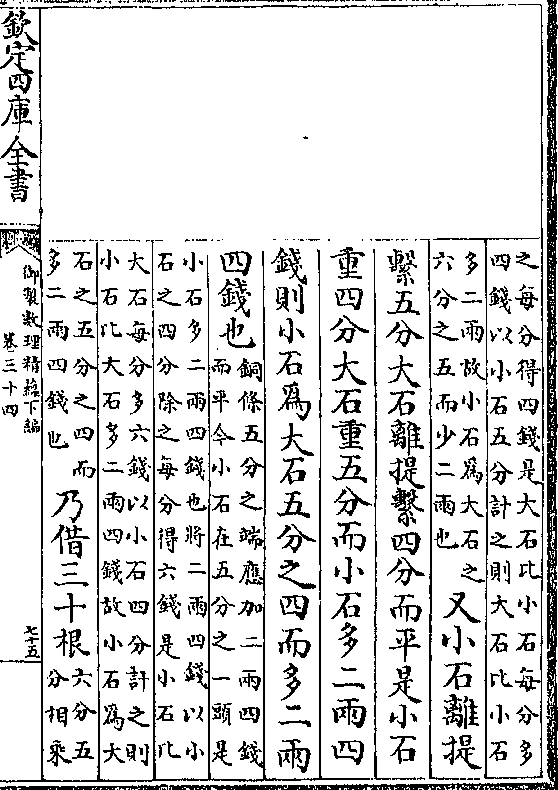 之每分得四錢是大石比小石每分多
四錢以小石五分計之則大石比小石
多二兩故小石爲大石之
六分之五而少二兩也
又小石離提
繫五分大石離提繫四分而平是小石
重四分大石重五分而小石多二兩四
錢則小石爲大石五分之四而多二兩
四錢也
銅條五分之端應加二兩四錢
而平今小石在五分之一頭是
小石多二兩四錢也將二兩四錢以小
石之四分除之每分得六錢是小石比
大石每分多六錢以小石四分計之則
小石比大石多二兩四錢故小石爲大
石之五分之四而
多二兩四錢也
乃借三十根
六分五
分相乘
欽定四庫全書
御製數理精蘊下編
卷三十四
七十五